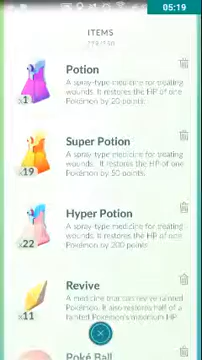 05:19
ITEMS
Potion
A spray-type medicine for treating
wounds. It restores the HP of one
Pokémon by 20 points.
x1
Super Potion
A spray-type medicine for treating
wounds. It restores the HP of one
Pokémon by 50 points.
x19
Hyper Potion
A spray-type medicine for treating
wounds. It restores the HP of one
Pokémon by 200 points.
x22
Revive
A medicine that can revive fainted
Pokémon. It also restores half of a
fainted Pokémon's maximum HP.
x11
Poké Ball